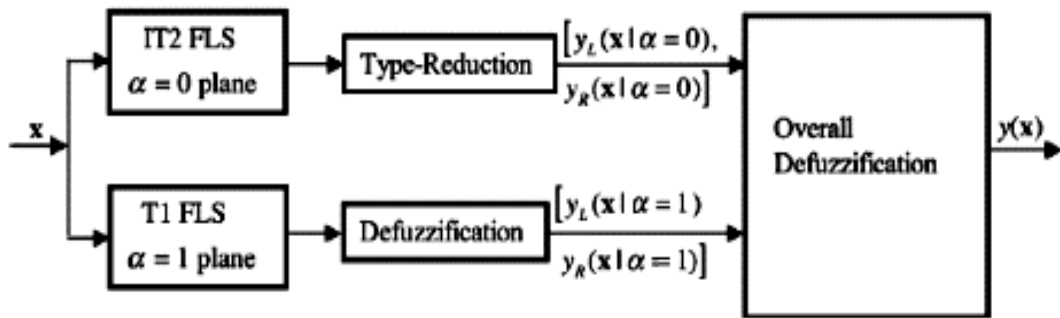 x
IT2 FLS
α = 0 plane
Type-Reduction
[y_L(x | α = 0),
y_R(x | α = 0)]
T1 FLS
α = 1 plane
Defuzzification
[y_L(x | α = 1)
y_R(x | α = 1)]
Overall
Defuzzification
y(x)